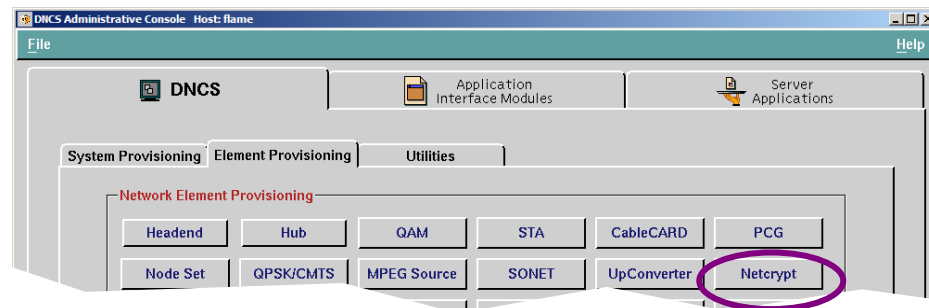 DNCS Administrative Console Host: flame
File Help
DNCS
Application
Interface Modules
Server
Applications
System Provisioning Element Provisioning Utilities
Network Element Provisioning
Headend Hub QAM STA CableCARD PCG
Node Set QPSK/CMTS MPEG Source SONET UpConverter Netcrypt